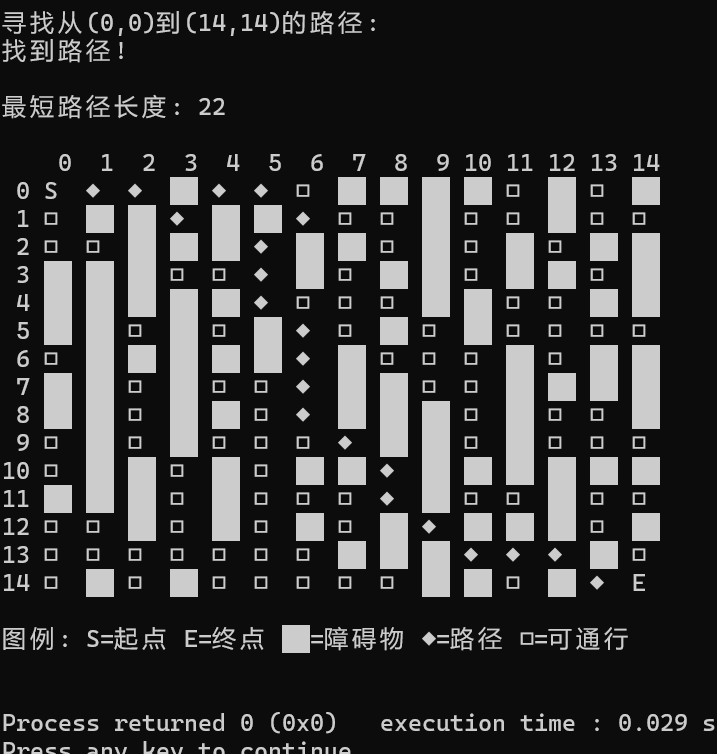 寻找从(0,0)到(14,14)的路径:
找到路径!
最短路径长度: 22
0 1 2 3 4 5 6 7 8 9 10 11 12 13 14
0 S ◆ ◆ █ ◆ ◆ □ █ █ █ █ □ █ □ █
1 □ █ █ ◆ █ █ ◆ □ □ █ □ □ █ □ □
2 □ □ █ █ █ ◆ █ █ □ █ □ █ □ █ █
3 █ █ █ □ □ ◆ █ □ █ █ □ █ █ □ █
4 █ █ █ █ █ ◆ □ □ □ █ █ □ □ █ █
5 █ █ □ █ □ █ ◆ □ █ □ █ □ □ □ □
6 □ █ █ █ █ █ ◆ █ □ □ □ █ □ █ █
7 █ █ □ █ □ □ ◆ █ █ □ □ █ █ █ █
8 █ █ □ █ █ □ ◆ █ █ █ □ █ □ □ █
9 □ █ □ █ □ □ □ ◆ █ █ □ █ □ □ □
10 □ █ █ □ █ □ █ █ ◆ █ █ █ █ █ █
11 █ █ █ □ █ □ □ □ ◆ █ □ □ █ □ □
12 □ □ █ □ █ □ █ □ █ ◆ █ █ █ □ █
13 □ □ □ □ □ □ □ █ █ █ ◆ ◆ ◆ █ □
14 □ █ □ █ □ □ □ □ □ █ █ □ █ ◆ E
图例: S=起点 E=终点 █=障碍物 ◆=路径 □=可通行
Process returned 0 (0x0)   execution time : 0.029 s
Press any key to continue